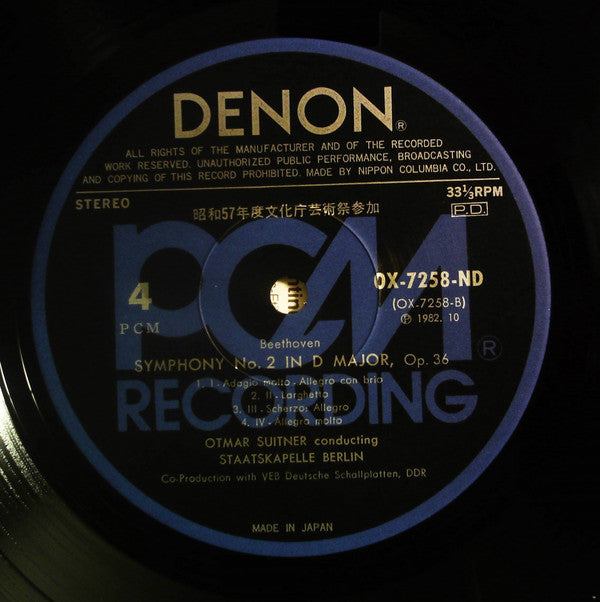 DENON®
ALL RIGHTS OF THE MANUFACTURER AND OF THE RECORDED
WORK RESERVED. UNAUTHORIZED PUBLIC PERFORMANCE, BROADCASTING
AND COPYING OF THIS RECORD PROHIBITED. MADE BY NIPPON COLUMBIA CO., LTD.
STEREO
33⅓RPM
昭和57年度文化庁芸術祭参加
P.D.
PCM®
RECORDING
4
PCM
OX-7258-ND
(OX-7258-B)
Ⓟ 1982. 10
Beethoven
SYMPHONY No. 2 IN D MAJOR, Op. 36
1. I - Adagio molto - Allegro con brio
2. II - Larghetto
3. III - Scherzo: Allegro
4. IV - Allegro molto
OTMAR SUITNER conducting
STAATSKAPELLE BERLIN
Co-Production with VEB Deutsche Schallplatten, DDR
MADE IN JAPAN